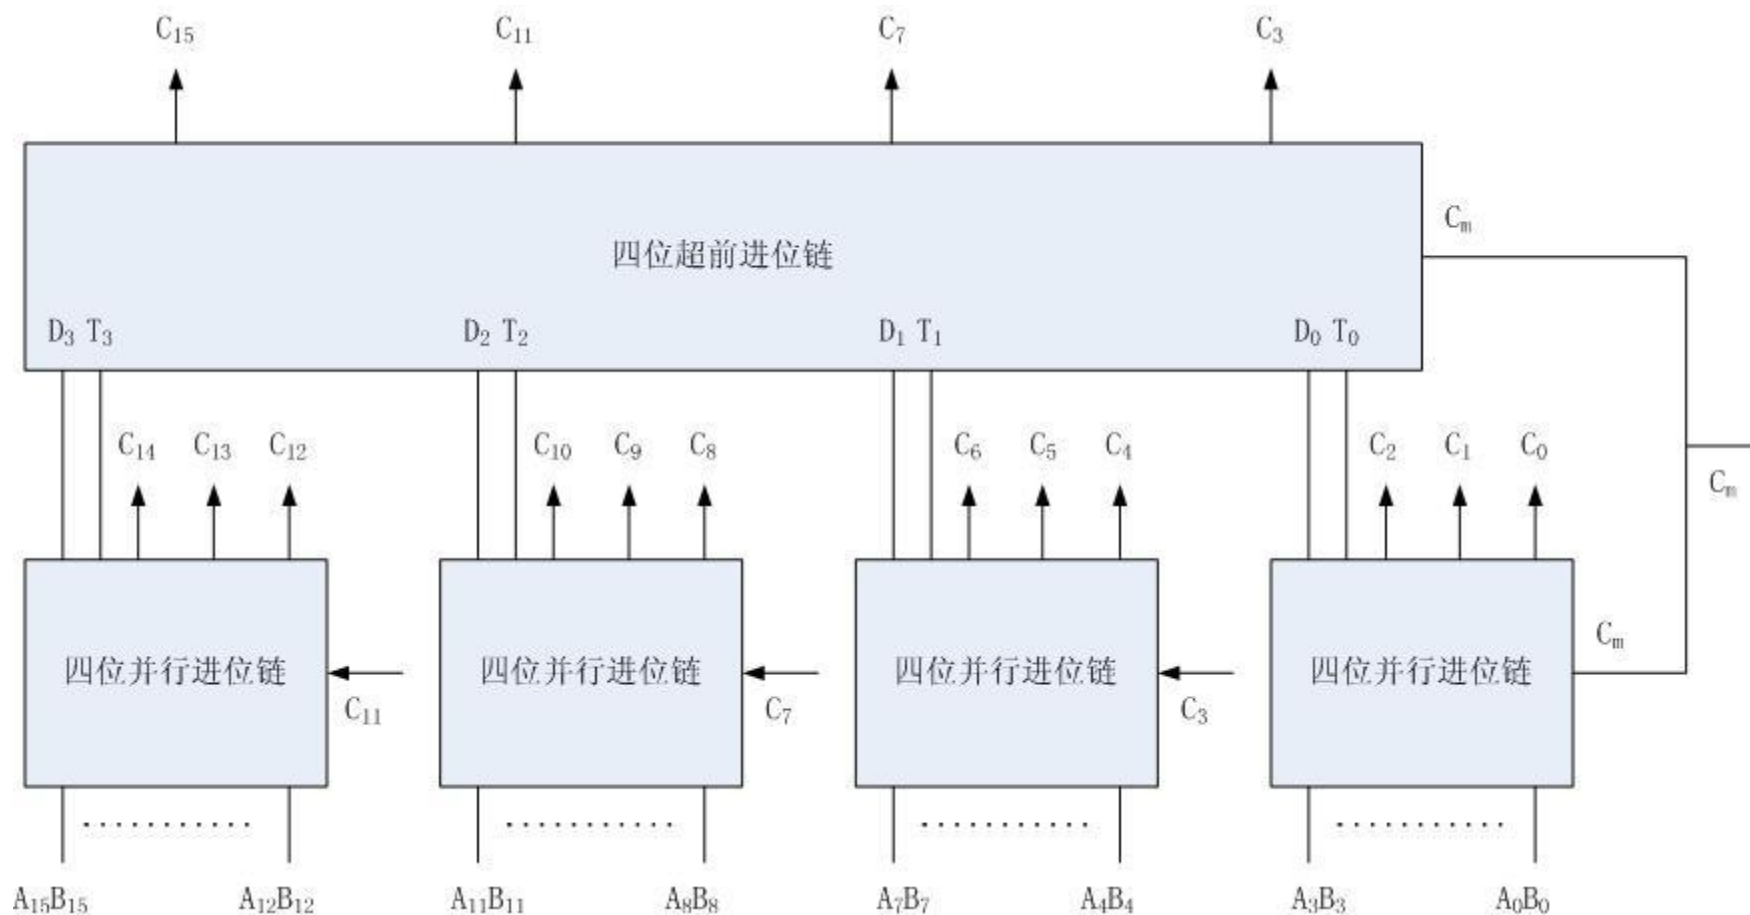 C₁₅ C₁₁ C₇ C₃
Cₘ
四位超前进位链
D₃ T₃ D₂ T₂ D₁ T₁ D₀ T₀
C₁₄ C₁₃ C₁₂ C₁₀ C₉ C₈ C₆ C₅ C₄ C₂ C₁ C₀
Cₘ
Cₘ
四位并行进位链 四位并行进位链 四位并行进位链 四位并行进位链
C₁₁ C₇ C₃
A₁₅B₁₅ A₁₂B₁₂ A₁₁B₁₁ A₈B₈ A₇B₇ A₄B₄ A₃B₃ A₀B₀